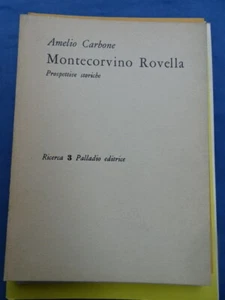 Amelio Carbone
Montecorvino Rovella
Prospettive storiche
Ricerca 3 Palladio editrice